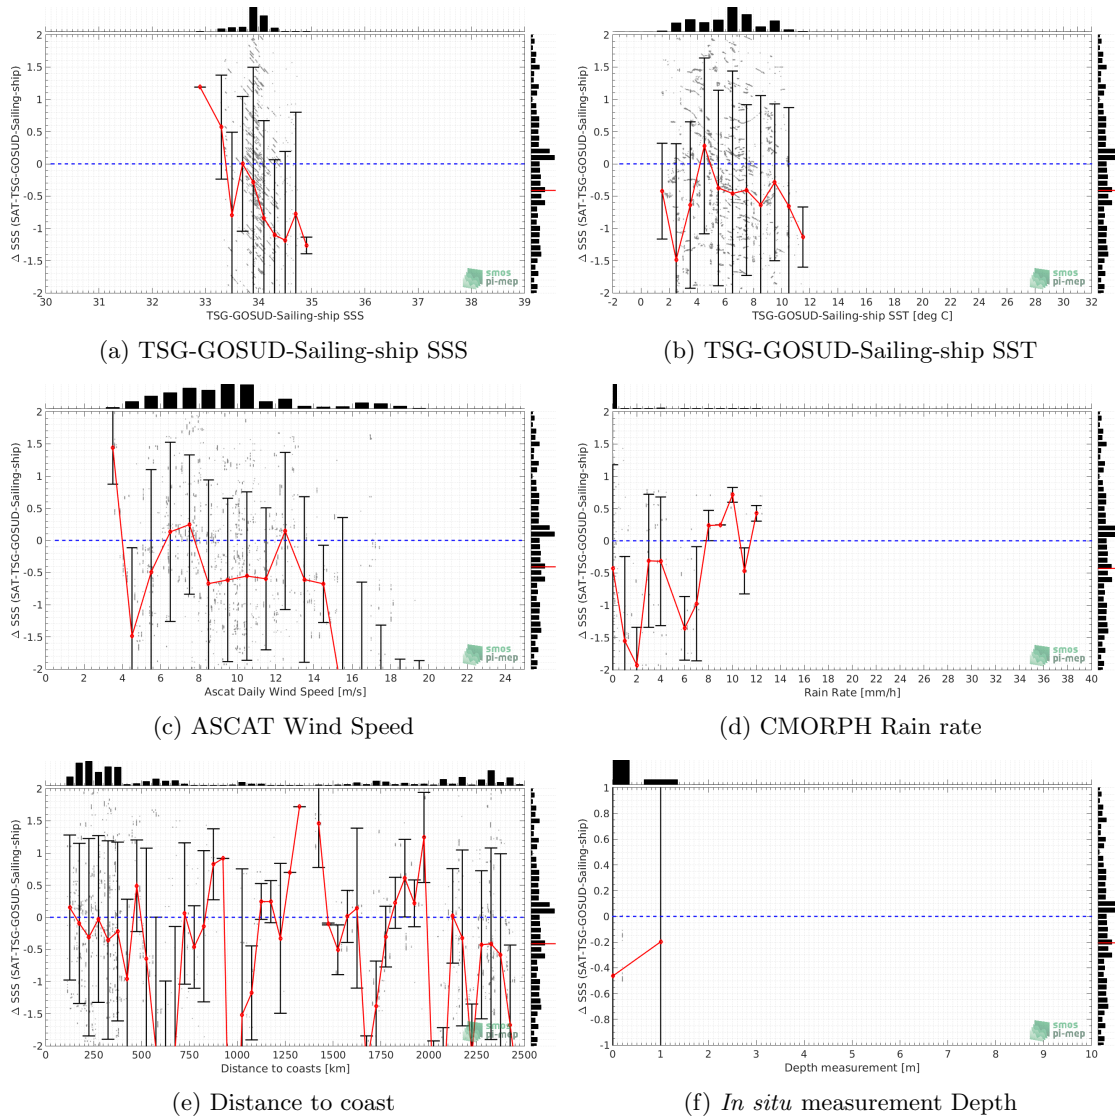 2
1.5
1
0.5
0
-0.5
-1
-1.5
-2
Δ SSS (SAT-TSG-GOSUD-Sailing-ship)
30 31 32 33 34 35 36 37 38 39
TSG-GOSUD-Sailing-ship SSS
smos
pi-mep
(a) TSG-GOSUD-Sailing-ship SSS
2
1.5
1
0.5
0
-0.5
-1
-1.5
-2
Δ SSS (SAT-TSG-GOSUD-Sailing-ship)
-2 0 2 4 6 8 10 12 14 16 18 20 22 24 26 28 30 32
TSG-GOSUD-Sailing-ship SST [deg C]
smos
pi-mep
(b) TSG-GOSUD-Sailing-ship SST
2
1.5
1
0.5
0
-0.5
-1
-1.5
-2
Δ SSS (SAT-TSG-GOSUD-Sailing-ship)
0 2 4 6 8 10 12 14 16 18 20 22 24
Ascat Daily Wind Speed [m/s]
smos
pi-mep
(c) ASCAT Wind Speed
2
1.5
1
0.5
0
-0.5
-1
-1.5
-2
Δ SSS (SAT-TSG-GOSUD-Sailing-ship)
0 2 4 6 8 10 12 14 16 18 20 22 24 26 28 30 32 34 36 38 40
Rain Rate [mm/h]
smos
pi-mep
(d) CMORPH Rain rate
2
1.5
1
0.5
0
-0.5
-1
-1.5
-2
Δ SSS (SAT-TSG-GOSUD-Sailing-ship)
0 250 500 750 1000 1250 1500 1750 2000 2250 2500
Distance to coasts [km]
smos
pi-mep
(e) Distance to coast
1
0.8
0.6
0.4
0.2
0
-0.2
-0.4
-0.6
-0.8
-1
Δ SSS (SAT-TSG-GOSUD-Sailing-ship)
0 1 2 3 4 5 6 7 8 9 10
Depth measurement [m]
smos
pi-mep
(f) In situ measurement Depth